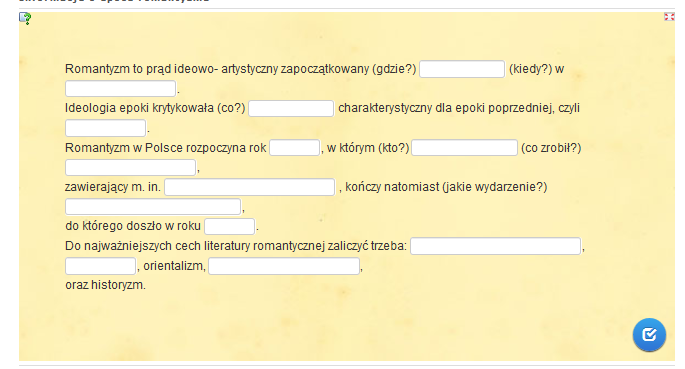 Romantyzm to prąd ideowo- artystyczny zapoczątkowany (gdzie?) (kiedy?) w
.
Ideologia epoki krytykowała (co?) charakterystyczny dla epoki poprzedniej, czyli
.
Romantyzm w Polsce rozpoczyna rok , w którym (kto?) (co zrobił?)
,
zawierający m. in. , kończy natomiast (jakie wydarzenie?)
,
do którego doszło w roku .
Do najważniejszych cech literatury romantycznej zaliczyć trzeba: ,
, orientalizm, ,
oraz historyzm.